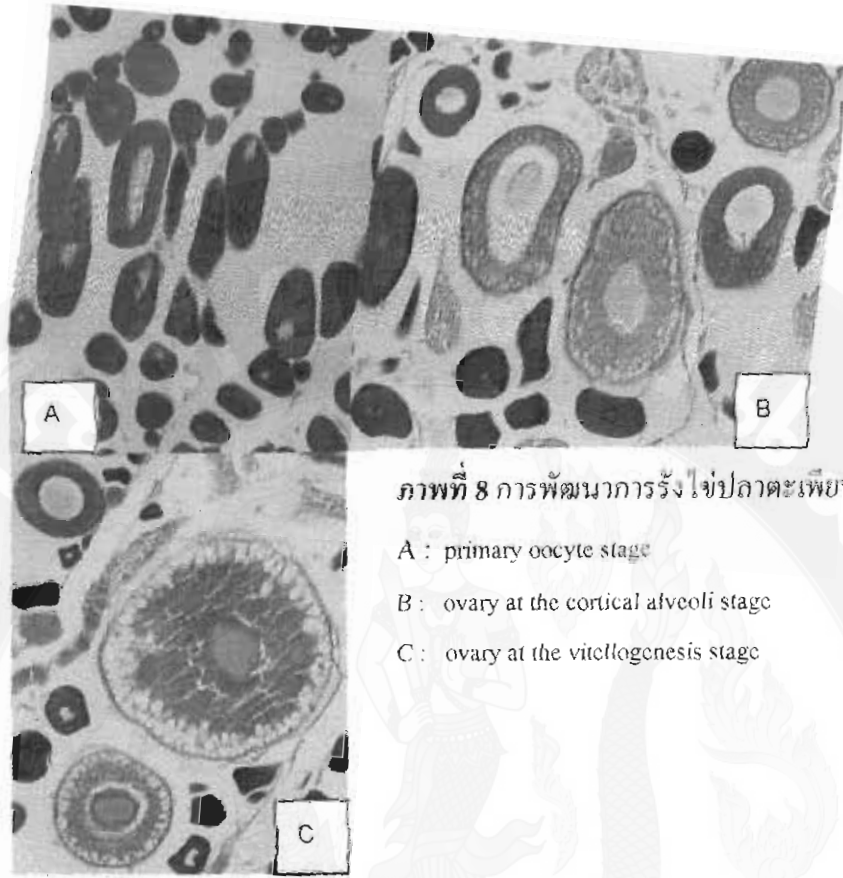 A
B
ภาพที่ 8 การพัฒนาการรังไข่ปลาตะเพีย
A : primary oocyte stage
B : ovary at the cortical alveoli stage
C : ovary at the vitellogenesis stage
C